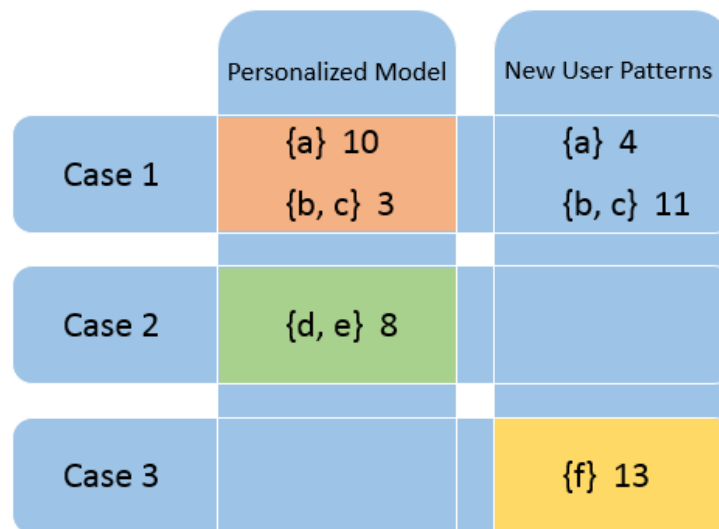 Personalized Model
New User Patterns
Case 1
{a} 10
{a} 4
{b, c} 3
{b, c} 11
Case 2
{d, e} 8
Case 3
{f} 13